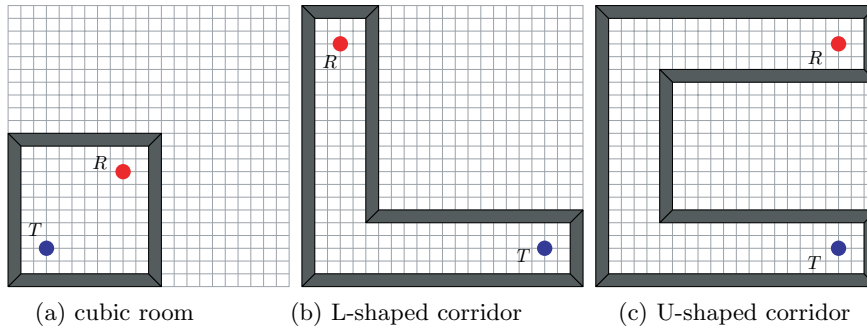 R
T
(a) cubic room
R
T
(b) L-shaped corridor
R
T
(c) U-shaped corridor